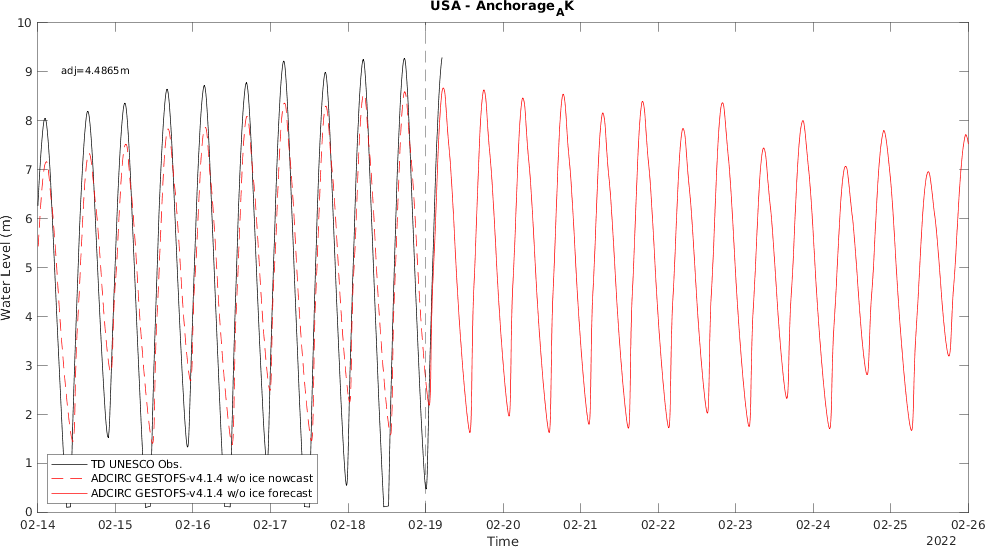 USA - Anchorage_AK
10
9
8
7
6
5
4
3
2
1
0
Water Level (m)
adj=4.4865m
TD UNESCO Obs.
ADCIRC GESTOFS-v4.1.4 w/o ice nowcast
ADCIRC GESTOFS-v4.1.4 w/o ice forecast
02-14 02-15 02-16 02-17 02-18 02-19 02-20 02-21 02-22 02-23 02-24 02-25 02-26
Time
2022